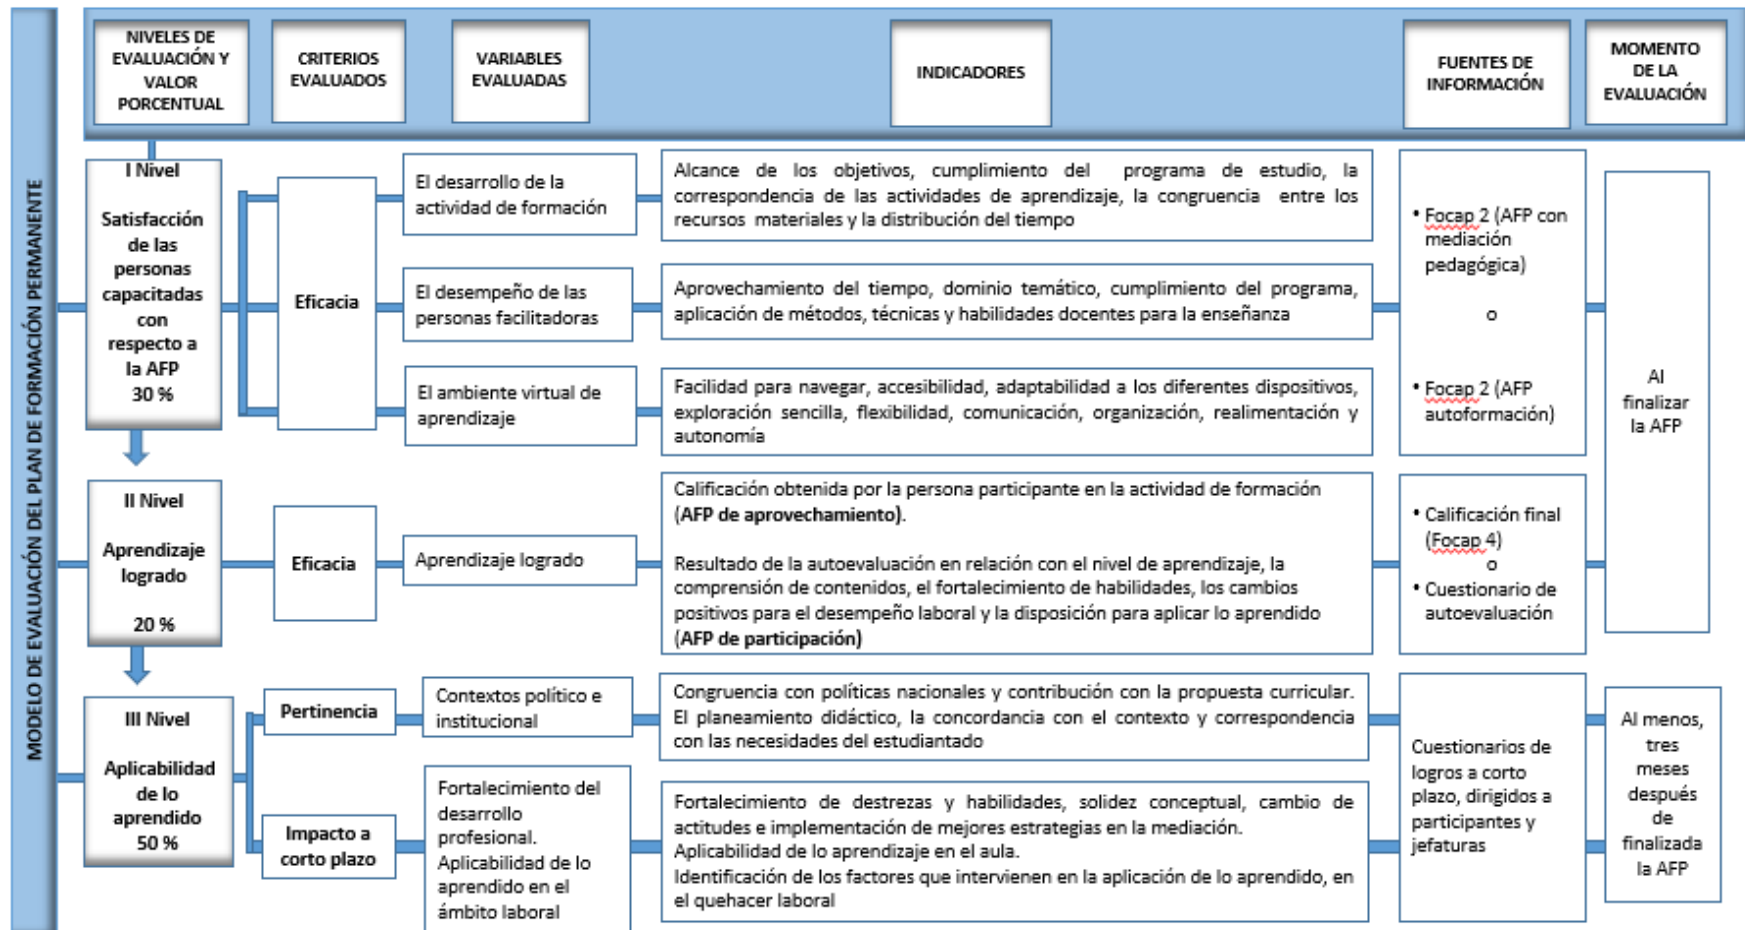 MODELO DE EVALUACIÓN DEL PLAN DE FORMACIÓN PERMANENTE
NIVELES DE
EVALUACIÓN Y
VALOR
PORCENTUAL
CRITERIOS
EVALUADOS
VARIABLES
EVALUADAS
INDICADORES
FUENTES DE
INFORMACIÓN
MOMENTO
DE LA
EVALUACIÓN
I Nivel
Satisfacción
de las
personas
capacitadas
con
respecto a
la AFP
30 %
Eficacia
El desarrollo de la
actividad de formación
Alcance de los objetivos, cumplimiento del programa de estudio, la
correspondencia de las actividades de aprendizaje, la congruencia entre los
recursos materiales y la distribución del tiempo
El desempeño de las
personas facilitadoras
Aprovechamiento del tiempo, dominio temático, cumplimiento del programa,
aplicación de métodos, técnicas y habilidades docentes para la enseñanza
El ambiente virtual de
aprendizaje
Facilidad para navegar, accesibilidad, adaptabilidad a los diferentes dispositivos,
exploración sencilla, flexibilidad, comunicación, organización, realimentación y
autonomía
• Focap 2 (AFP con
mediación
pedagógica)
o
• Focap 2 (AFP
autoformación)
Al
finalizar
la AFP
II Nivel
Aprendizaje
logrado
20 %
Eficacia
Aprendizaje logrado
Calificación obtenida por la persona participante en la actividad de formación
(AFP de aprovechamiento).
Resultado de la autoevaluación en relación con el nivel de aprendizaje, la
comprensión de contenidos, el fortalecimiento de habilidades, los cambios
positivos para el desempeño laboral y la disposición para aplicar lo aprendido
(AFP de participación)
• Calificación final
(Focap 4)
o
• Cuestionario de
autoevaluación
III Nivel
Aplicabilidad
de lo
aprendido
50 %
Pertinencia
Contextos político e
institucional
Congruencia con políticas nacionales y contribución con la propuesta curricular.
El planeamiento didáctico, la concordancia con el contexto y correspondencia
con las necesidades del estudiantado
Impacto a
corto plazo
Fortalecimiento del
desarrollo
profesional.
Aplicabilidad de lo
aprendido en el
ámbito laboral
Fortalecimiento de destrezas y habilidades, solidez conceptual, cambio de
actitudes e implementación de mejores estrategias en la mediación.
Aplicabilidad de lo aprendizaje en el aula.
Identificación de los factores que intervienen en la aplicación de lo aprendido, en
el quehacer laboral
Cuestionarios de
logros a corto
plazo, dirigidos a
participantes y
jefaturas
Al menos,
tres
meses
después
de
finalizada
la AFP